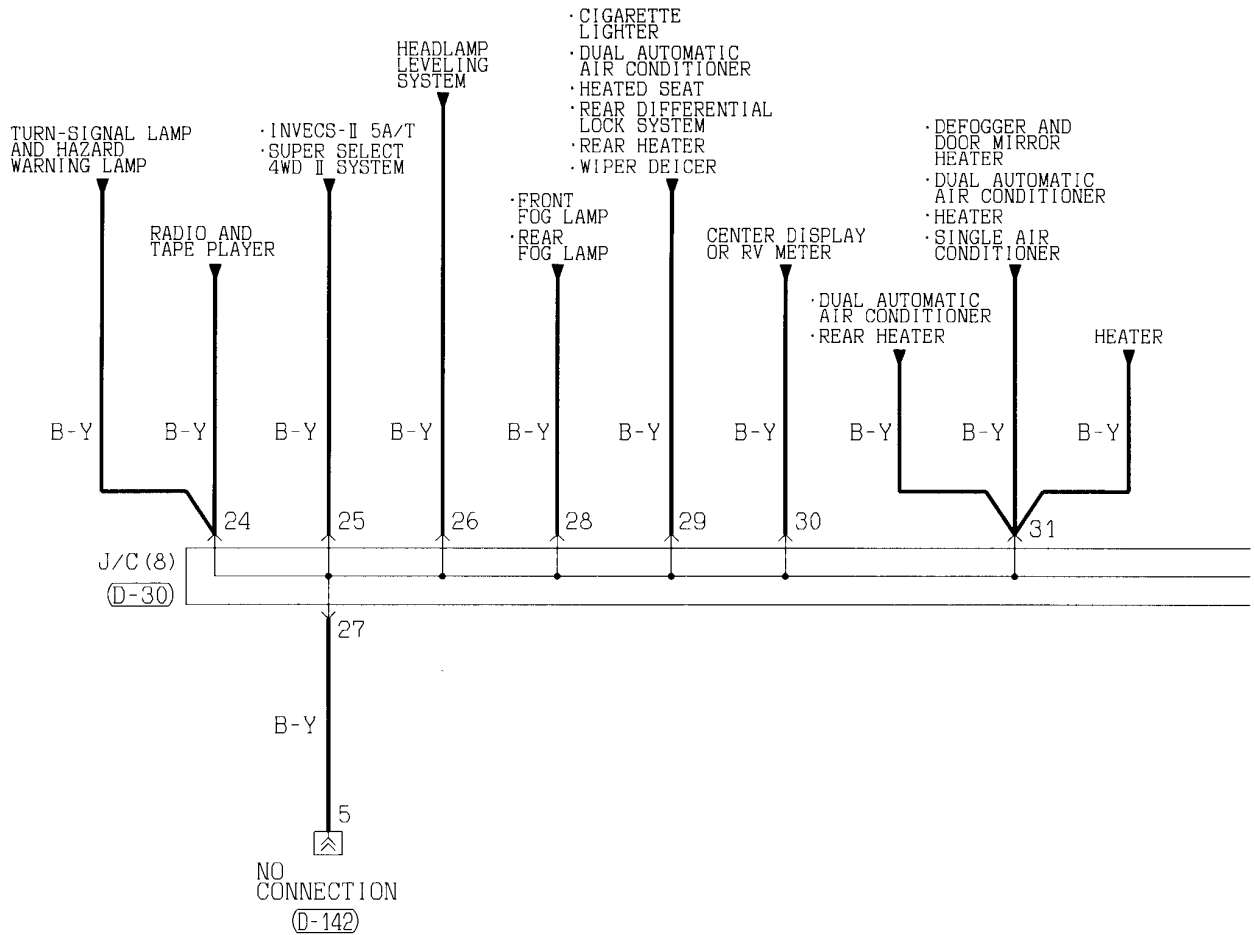 · CIGARETTE
LIGHTER
· DUAL AUTOMATIC
AIR CONDITIONER
· HEATED SEAT
· REAR DIFFERENTIAL
LOCK SYSTEM
· REAR HEATER
· WIPER DEICER
HEADLAMP
LEVELING
SYSTEM
TURN-SIGNAL LAMP
AND HAZARD
WARNING LAMP
· INVECS-Ⅱ 5A/T
· SUPER SELECT
4WD Ⅱ SYSTEM
· DEFOGGER AND
DOOR MIRROR
HEATER
· DUAL AUTOMATIC
AIR CONDITIONER
· HEATER
· SINGLE AIR
CONDITIONER
RADIO AND
TAPE PLAYER
· FRONT
FOG LAMP
· REAR
FOG LAMP
CENTER DISPLAY
OR RV METER
· DUAL AUTOMATIC
AIR CONDITIONER
· REAR HEATER
HEATER
B-Y B-Y B-Y B-Y B-Y B-Y B-Y B-Y B-Y B-Y
24 25 26 28 29 30 31
J/C (8)
D-30
27
B-Y
5
NO
CONNECTION
D-142